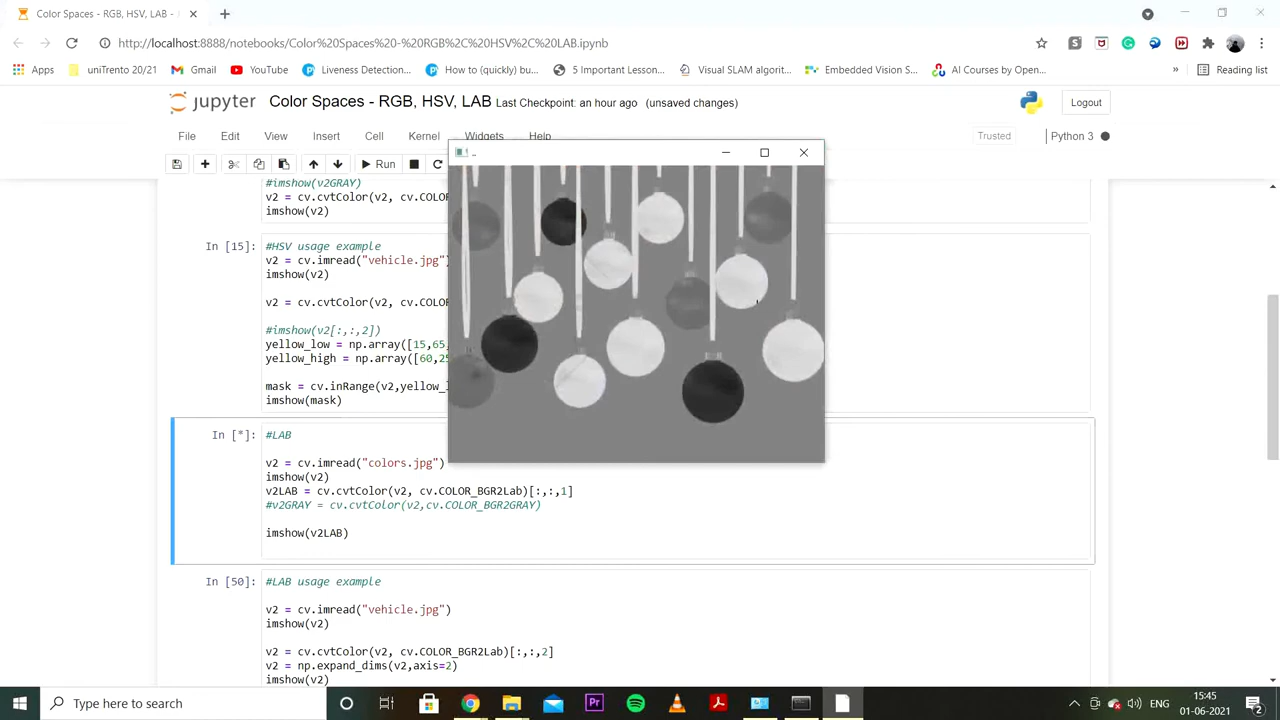 Color Spaces - RGB, HSV, LAB
http://localhost:8888/notebooks/Color%20Spaces%20-%20RGB%2C%20HSV%2C%20LAB.ipynb
Apps uniTrento 20/21 Gmail YouTube Liveness Detection... How to (quickly) bu... 5 Important Lesson... Visual SLAM algorit... Embedded Vision S... AI Courses by Open... » Reading list
jupyter Color Spaces - RGB, HSV, LAB Last Checkpoint: an hour ago (unsaved changes) Logout
File Edit View Insert Cell Kernel Widgets Help Trusted Python 3
Run
#imshow(v2GRAY)
v2 = cv.cvtColor(v2, cv.COLO
imshow(v2)
In [15]: #HSV usage example
v2 = cv.imread("vehicle.jpg"
imshow(v2)
v2 = cv.cvtColor(v2, cv.COLO
#imshow(v2[:,:,2])
yellow_low = np.array([15,65,
yellow_high = np.array([60,25
mask = cv.inRange(v2,yellow_l
imshow(mask)
In [*]: #LAB
v2 = cv.imread("colors.jpg")
imshow(v2)
v2LAB = cv.cvtColor(v2, cv.COLOR_BGR2Lab)[:,:,1]
#v2GRAY = cv.cvtColor(v2,cv.COLOR_BGR2GRAY)
imshow(v2LAB)
In [50]: #LAB usage example
v2 = cv.imread("vehicle.jpg")
imshow(v2)
v2 = cv.cvtColor(v2, cv.COLOR_BGR2Lab)[:,:,2]
v2 = np.expand_dims(v2,axis=2)
imshow(v2)
Type here to search
ENG
15:45
01-06-2021
2